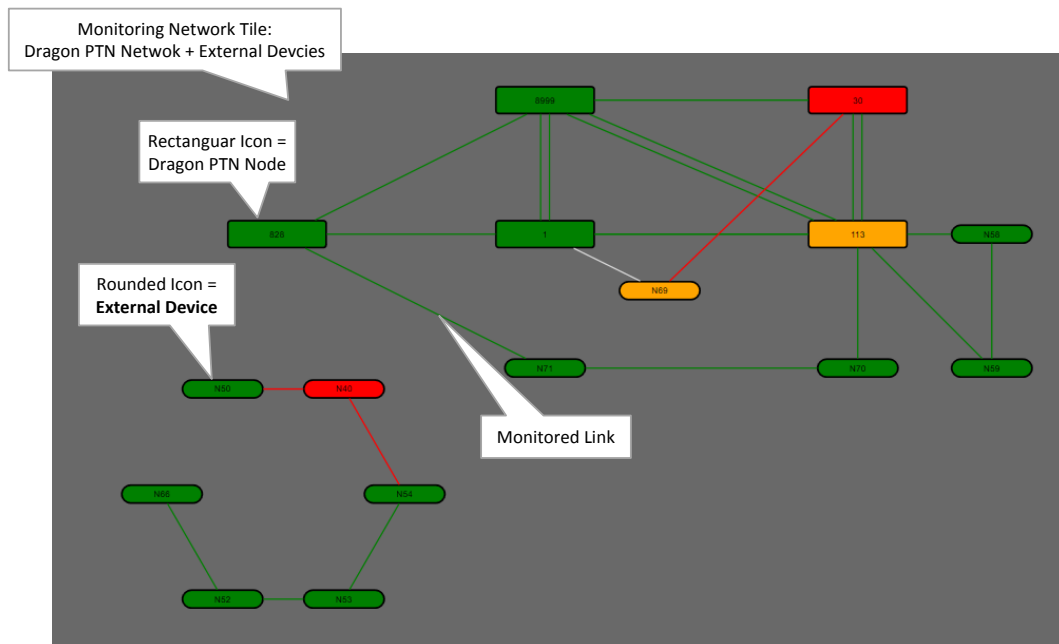 Monitoring Network Tile:
Dragon PTN Netwok + External Devcies
8999
30
Rectanguar Icon =
Dragon PTN Node
828
1
113
N58
Rounded Icon =
External Device
N69
N71
N70
N59
N50
N40
Monitored Link
N66
N54
N52
N53